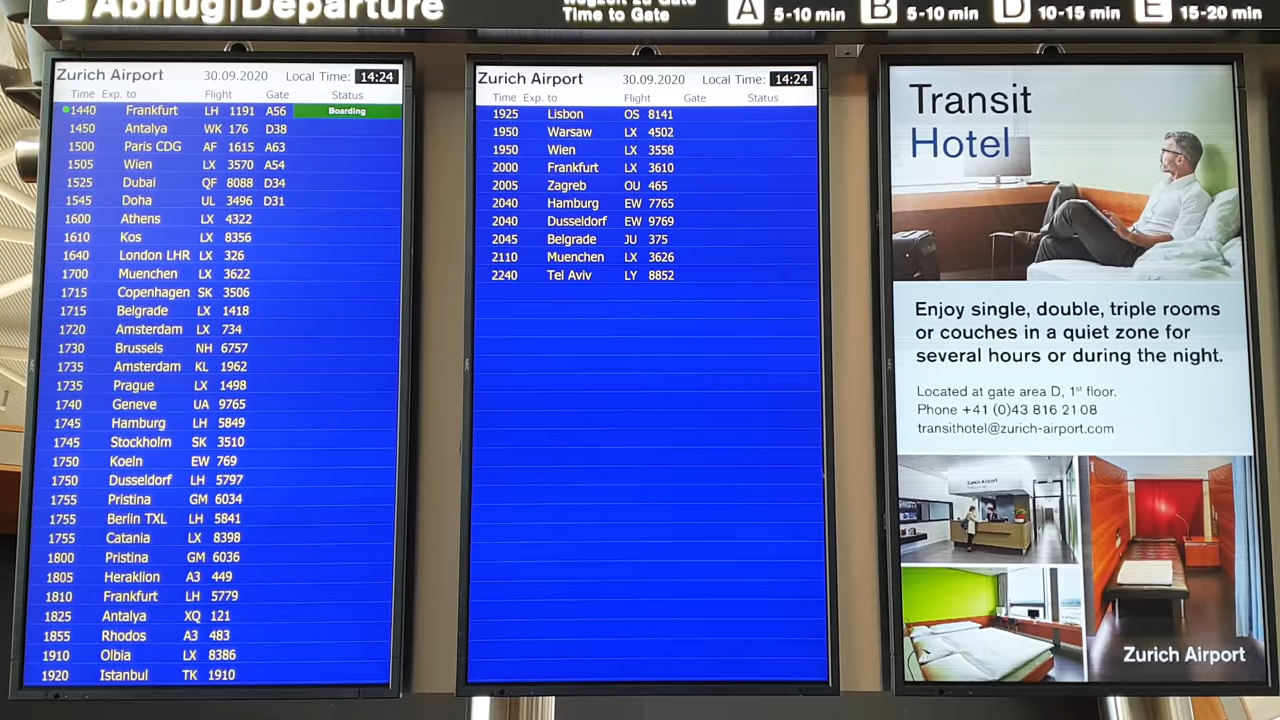 Abflug|Departure
Wegzeit zu Gate
Time to Gate
A 5-10 min B 5-10 min D 10-15 min E 15-20 min
Zurich Airport 30.09.2020 Local Time: 14:24
Time Exp. to Flight Gate Status
1440 Frankfurt LH 1191 A56 Boarding
1450 Antalya WK 176 D38
1500 Paris CDG AF 1615 A63
1505 Wien LX 3570 A54
1525 Dubai QF 8088 D34
1545 Doha UL 3496 D31
1600 Athens LX 4322
1610 Kos LX 8356
1640 London LHR LX 326
1700 Muenchen LX 3622
1715 Copenhagen SK 3506
1715 Belgrade LX 1418
1720 Amsterdam LX 734
1730 Brussels NH 6757
1735 Amsterdam KL 1962
1735 Prague LX 1498
1740 Geneve UA 9765
1745 Hamburg LH 5849
1745 Stockholm SK 3510
1750 Koeln EW 769
1750 Dusseldorf LH 5797
1755 Pristina GM 6034
1755 Berlin TXL LH 5841
1755 Catania LX 8398
1800 Pristina GM 6036
1805 Heraklion A3 449
1810 Frankfurt LH 5779
1825 Antalya XQ 121
1855 Rhodos A3 483
1910 Olbia LX 8386
1920 Istanbul TK 1910
Zurich Airport 30.09.2020 Local Time: 14:24
Time Exp. to Flight Gate Status
1925 Lisbon OS 8141
1950 Warsaw LX 4502
1950 Wien LX 3558
2000 Frankfurt LX 3610
2005 Zagreb OU 465
2040 Hamburg EW 7765
2040 Dusseldorf EW 9769
2045 Belgrade JU 375
2110 Muenchen LX 3626
2240 Tel Aviv LY 8852
Transit
Hotel
Enjoy single, double, triple rooms
or couches in a quiet zone for
several hours or during the night.
Located at gate area D, 1st floor.
Phone +41 (0)43 816 21 08
transithotel@zurich-airport.com
Zurich Airport
Zurich Airport